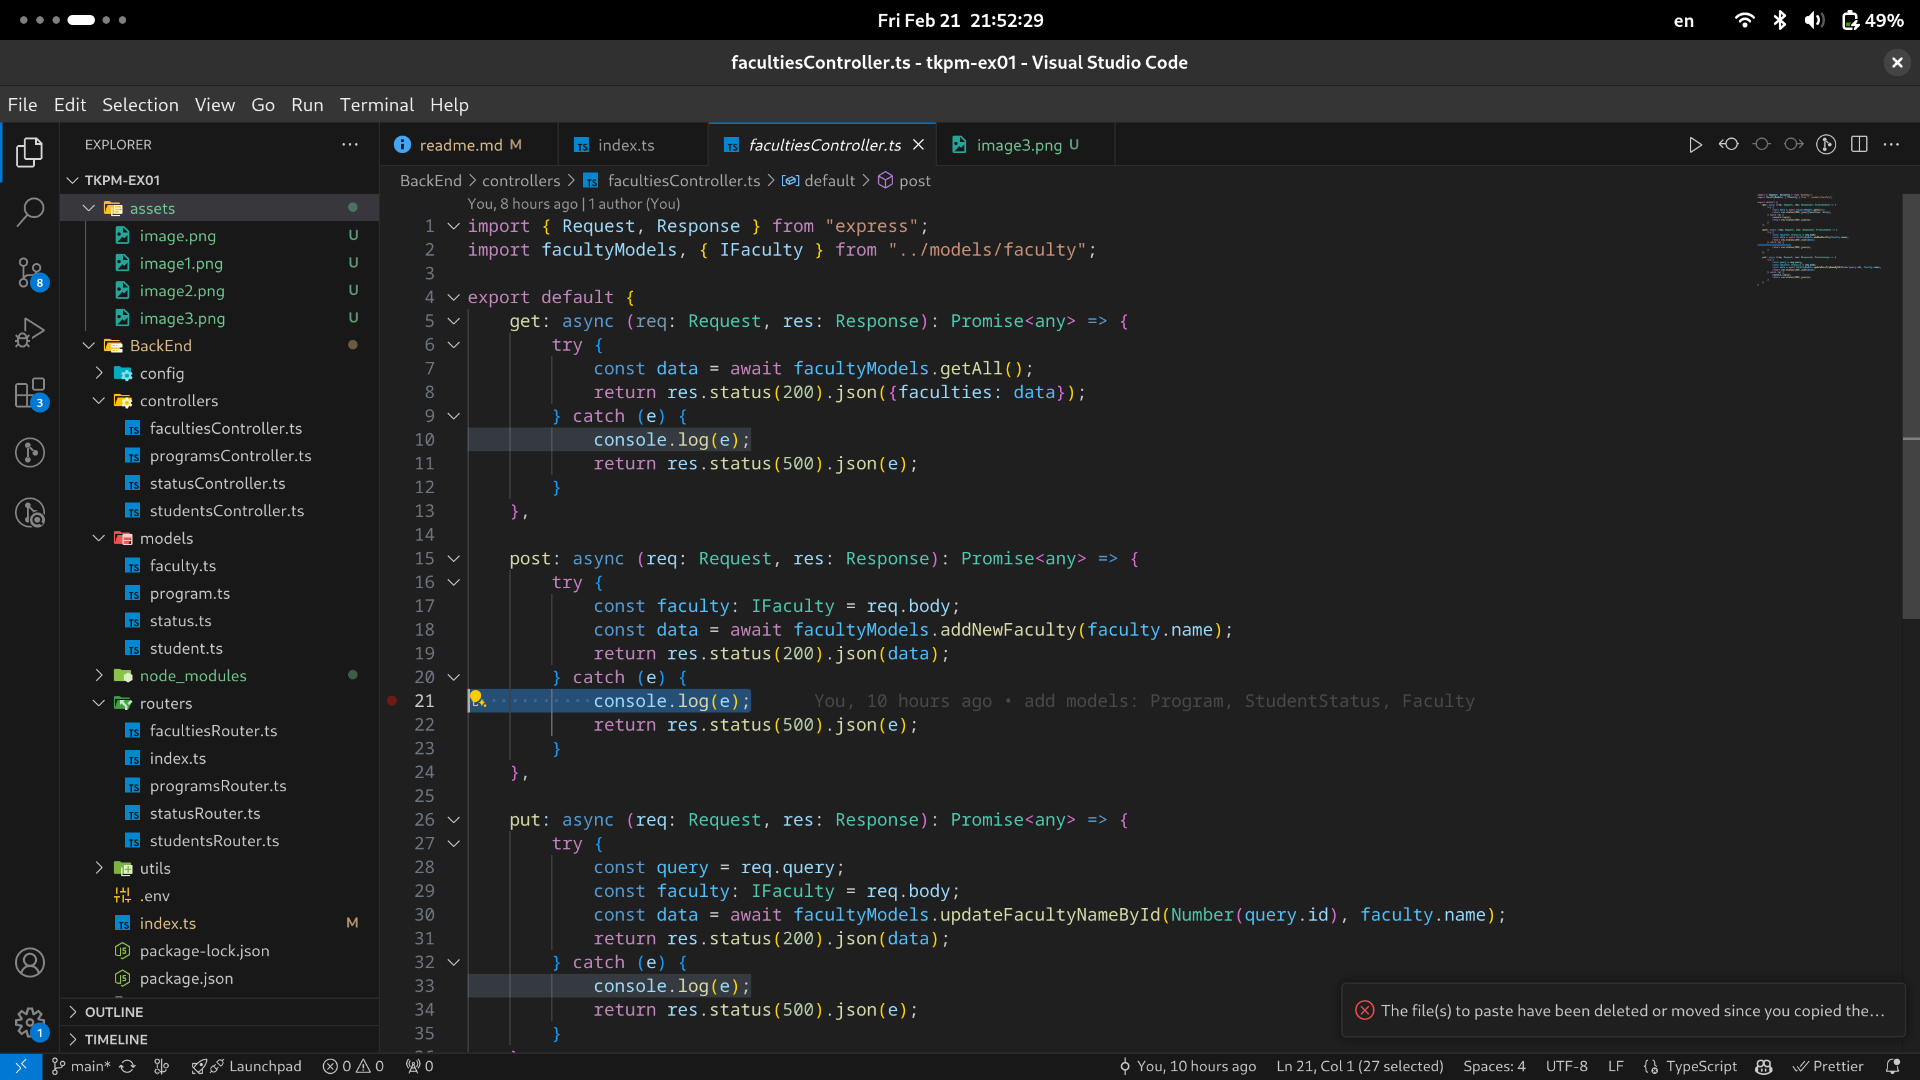 Fri Feb 21 21:52:29
en
49%
facultiesController.ts - tkpm-ex01 - Visual Studio Code
File Edit Selection View Go Run Terminal Help
EXPLORER
TKPM-EX01
assets
image.png U
image1.png U
image2.png U
image3.png U
BackEnd
config
controllers
facultiesController.ts
programsController.ts
statusController.ts
studentsController.ts
models
faculty.ts
program.ts
status.ts
student.ts
node_modules
routers
facultiesRouter.ts
index.ts
programsRouter.ts
statusRouter.ts
studentsRouter.ts
utils
.env
index.ts M
package-lock.json
package.json
OUTLINE
TIMELINE
8
3
1
readme.md M
index.ts
facultiesController.ts
image3.png U
BackEnd > controllers > facultiesController.ts > default > post
You, 8 hours ago | 1 author (You)
1 import { Request, Response } from "express";
2 import facultyModels, { IFaculty } from "../models/faculty";
3
4 export default {
5 get: async (req: Request, res: Response): Promise<any> => {
6 try {
7 const data = await facultyModels.getAll();
8 return res.status(200).json({faculties: data});
9 } catch (e) {
10 console.log(e);
11 return res.status(500).json(e);
12 }
13 },
14
15 post: async (req: Request, res: Response): Promise<any> => {
16 try {
17 const faculty: IFaculty = req.body;
18 const data = await facultyModels.addNewFaculty(faculty.name);
19 return res.status(200).json(data);
20 } catch (e) {
21 console.log(e); You, 10 hours ago • add models: Program, StudentStatus, Faculty
22 return res.status(500).json(e);
23 }
24 },
25
26 put: async (req: Request, res: Response): Promise<any> => {
27 try {
28 const query = req.query;
29 const faculty: IFaculty = req.body;
30 const data = await facultyModels.updateFacultyNameById(Number(query.id), faculty.name);
31 return res.status(200).json(data);
32 } catch (e) {
33 console.log(e);
34 return res.status(500).json(e);
35 }
The file(s) to paste have been deleted or moved since you copied the...
main* Launchpad 0 0 0
You, 10 hours ago Ln 21, Col 1 (27 selected) Spaces: 4 UTF-8 LF TypeScript Prettier